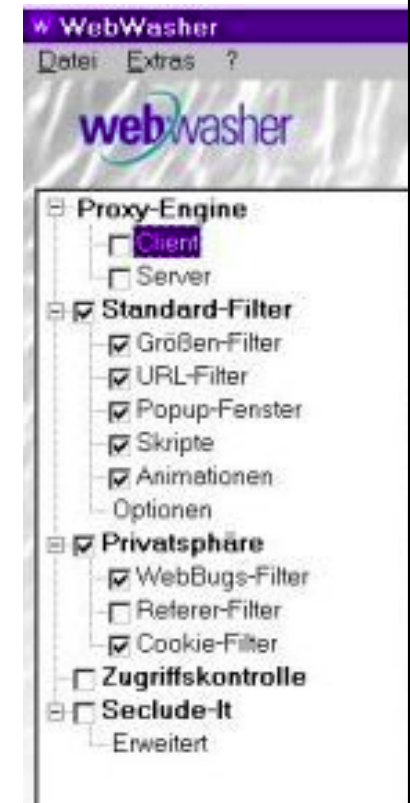 WebWasher
Datei Extras ?
webwasher
Proxy-Engine
Client
Server
Standard-Filter
Größen-Filter
URL-Filter
Popup-Fenster
Skripte
Animationen
Optionen
Privatsphäre
WebBugs-Filter
Referer-Filter
Cookie-Filter
Zugriffskontrolle
Seclude-It
Erweitert